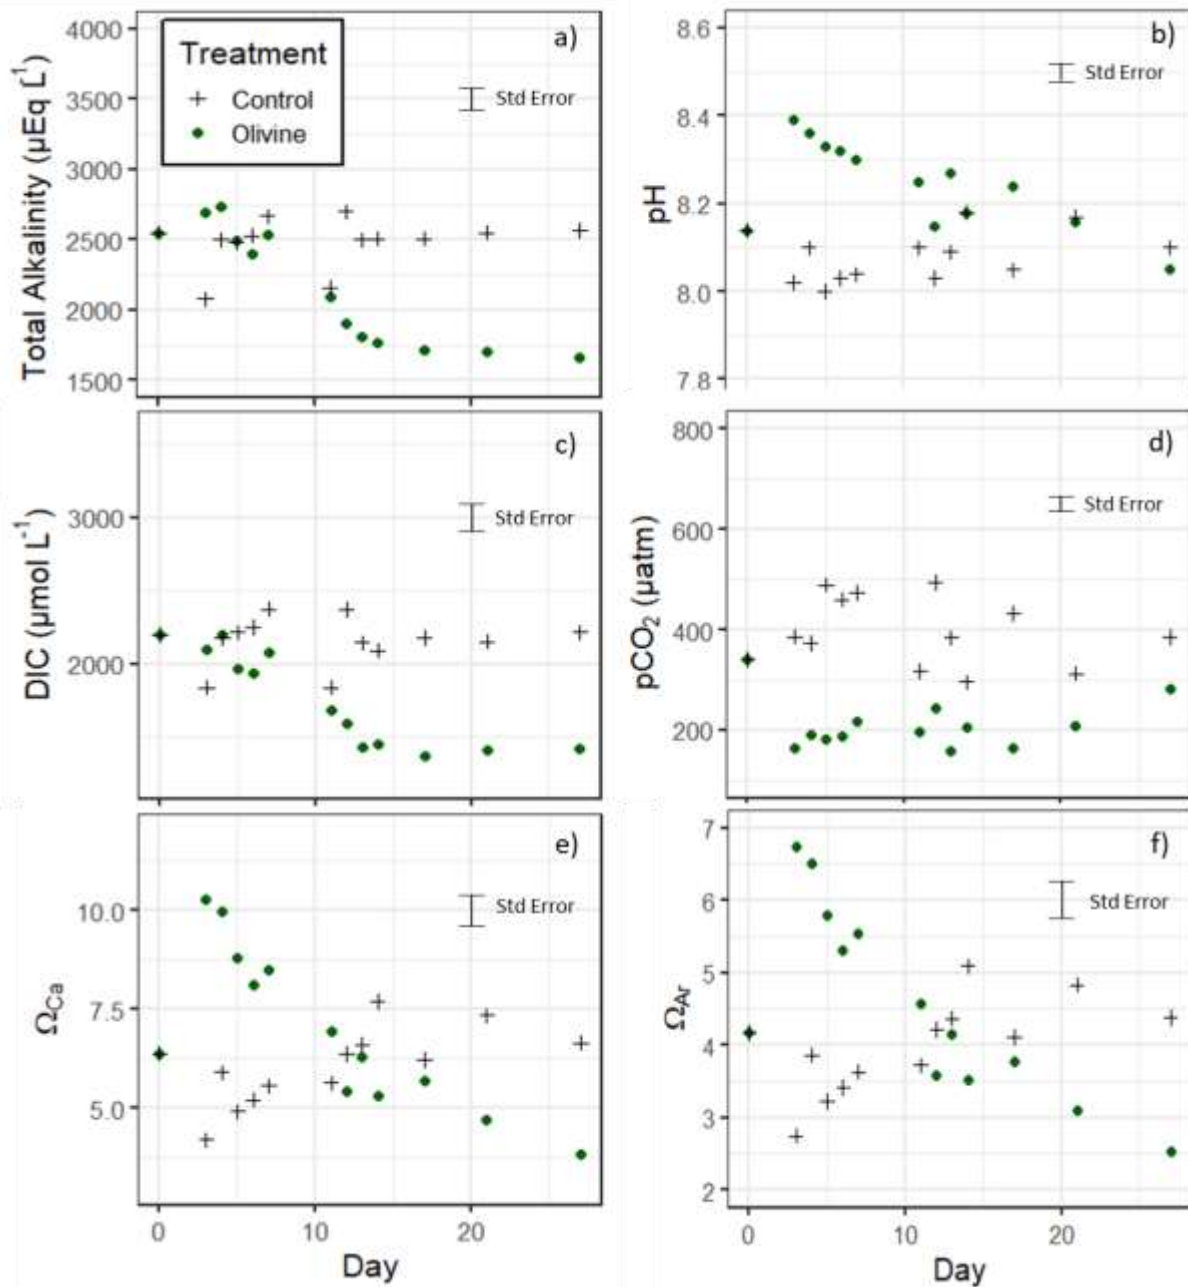 Total Alkalinity (µEq L⁻¹)
4000
3500
3000
2500
2000
1500
Treatment
Control
Olivine
a)
Std Error
pH
8.6
8.4
8.2
8.0
7.8
b)
Std Error
DIC (µmol L⁻¹)
3000
2000
c)
Std Error
pCO₂ (µatm)
800
600
400
200
d)
Std Error
Ω_Ca
10.0
7.5
5.0
e)
Std Error
0 10 20
Day
Ω_Ar
7
6
5
4
3
2
f)
Std Error
0 10 20
Day